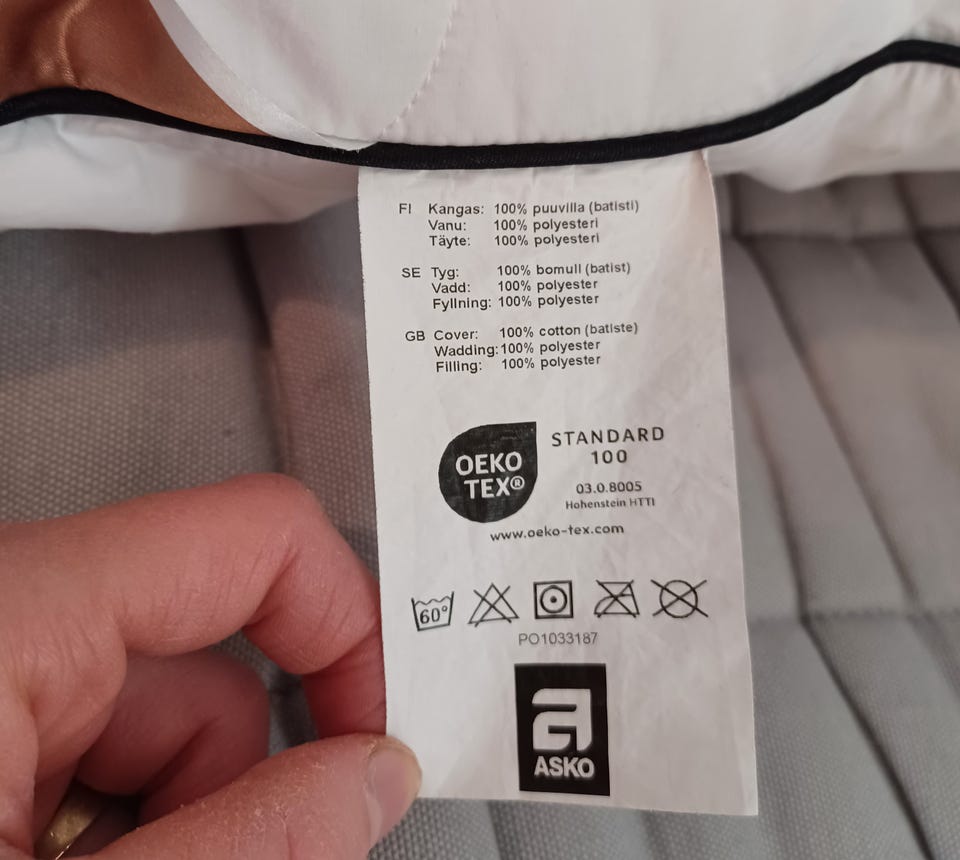 FI Kangas: 100% puuvilla (batisti)
Vanu: 100% polyesteri
Täyte: 100% polyesteri
SE Tyg: 100% bomull (batist)
Vadd: 100% polyester
Fyllning: 100% polyester
GB Cover: 100% cotton (batiste)
Wadding: 100% polyester
Filling: 100% polyester
OEKO
TEX®
STANDARD
100
03.0.8005
Hohenstein HTTI
www.oeko-tex.com
60°
PO1033187
ASKO